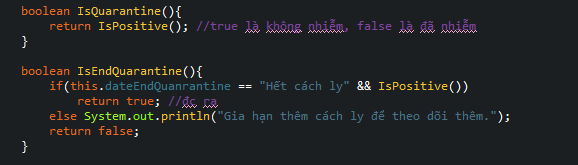 boolean IsQuarantine(){
return IsPositive(); //true là không nhiễm, false là đã nhiễm
}
boolean IsEndQuarantine(){
if(this.dateEndQuanrantine == "Hết cách ly" && IsPositive())
return true; //đc ra
else System.out.println("Gia hạn thêm cách ly để theo dõi thêm.");
return false;
}